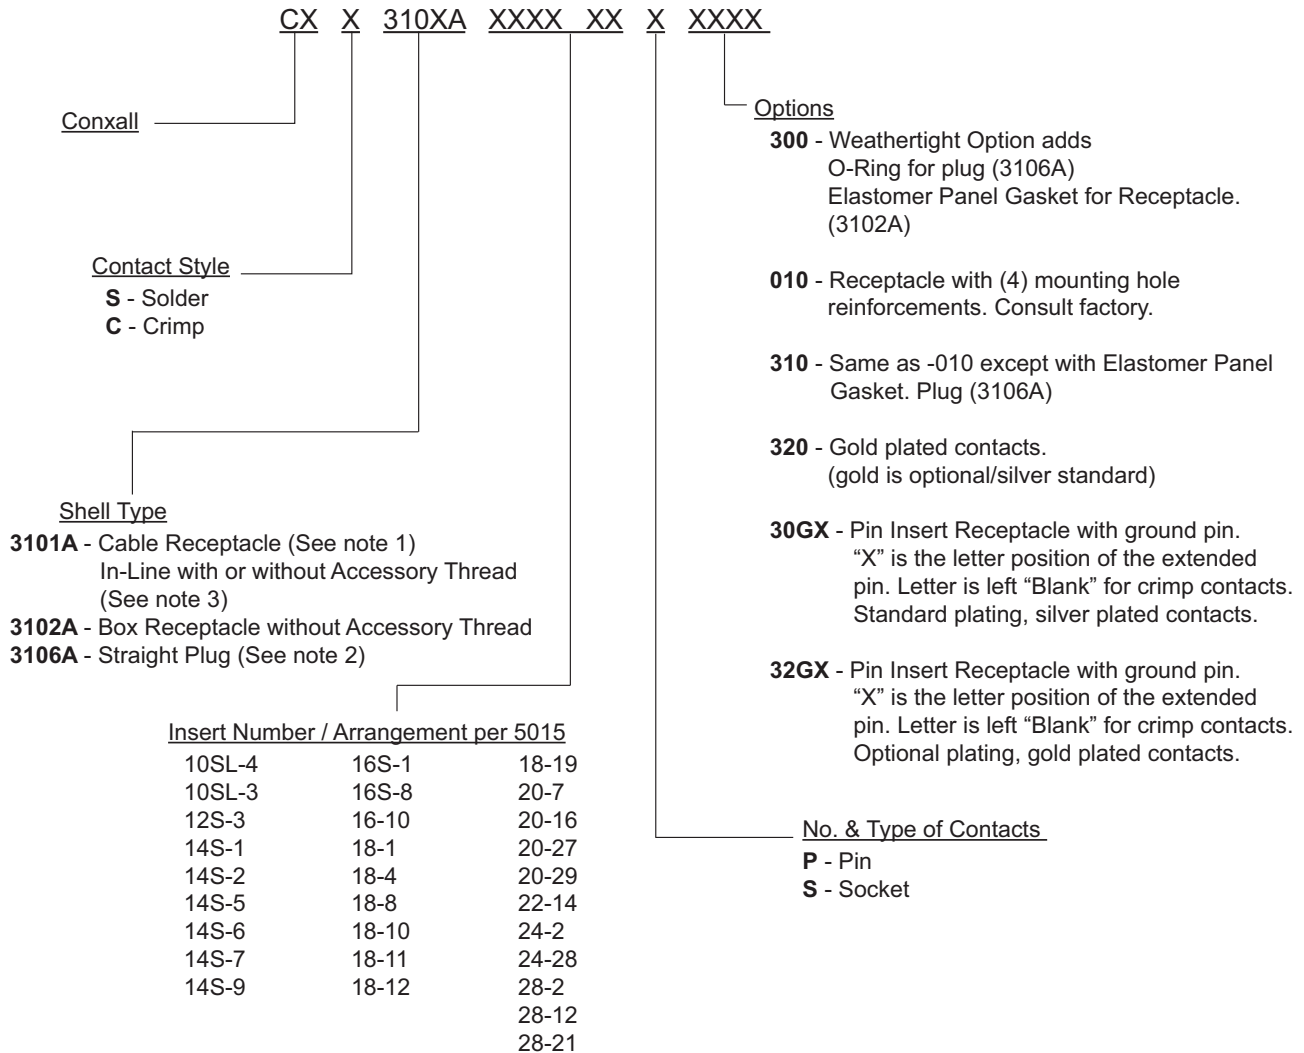 CX X 310XA XXXX XX X XXXX
Conxall
Contact Style
S - Solder
C - Crimp
Shell Type
3101A - Cable Receptacle (See note 1)
In-Line with or without Accessory Thread
(See note 3)
3102A - Box Receptacle without Accessory Thread
3106A - Straight Plug (See note 2)
Insert Number / Arrangement per 5015
10SL-4 16S-1 18-19
10SL-3 16S-8 20-7
12S-3 16-10 20-16
14S-1 18-1 20-27
14S-2 18-4 20-29
14S-5 18-8 22-14
14S-6 18-10 24-2
14S-7 18-11 24-28
14S-9 18-12 28-2
28-12
28-21
Options
300 - Weathertight Option adds
O-Ring for plug (3106A)
Elastomer Panel Gasket for Receptacle.
(3102A)
010 - Receptacle with (4) mounting hole
reinforcements. Consult factory.
310 - Same as -010 except with Elastomer Panel
Gasket. Plug (3106A)
320 - Gold plated contacts.
(gold is optional/silver standard)
30GX - Pin Insert Receptacle with ground pin.
“X” is the letter position of the extended
pin. Letter is left “Blank” for crimp contacts.
Standard plating, silver plated contacts.
32GX - Pin Insert Receptacle with ground pin.
“X” is the letter position of the extended
pin. Letter is left “Blank” for crimp contacts.
Optional plating, gold plated contacts.
No. & Type of Contacts
P - Pin
S - Socket